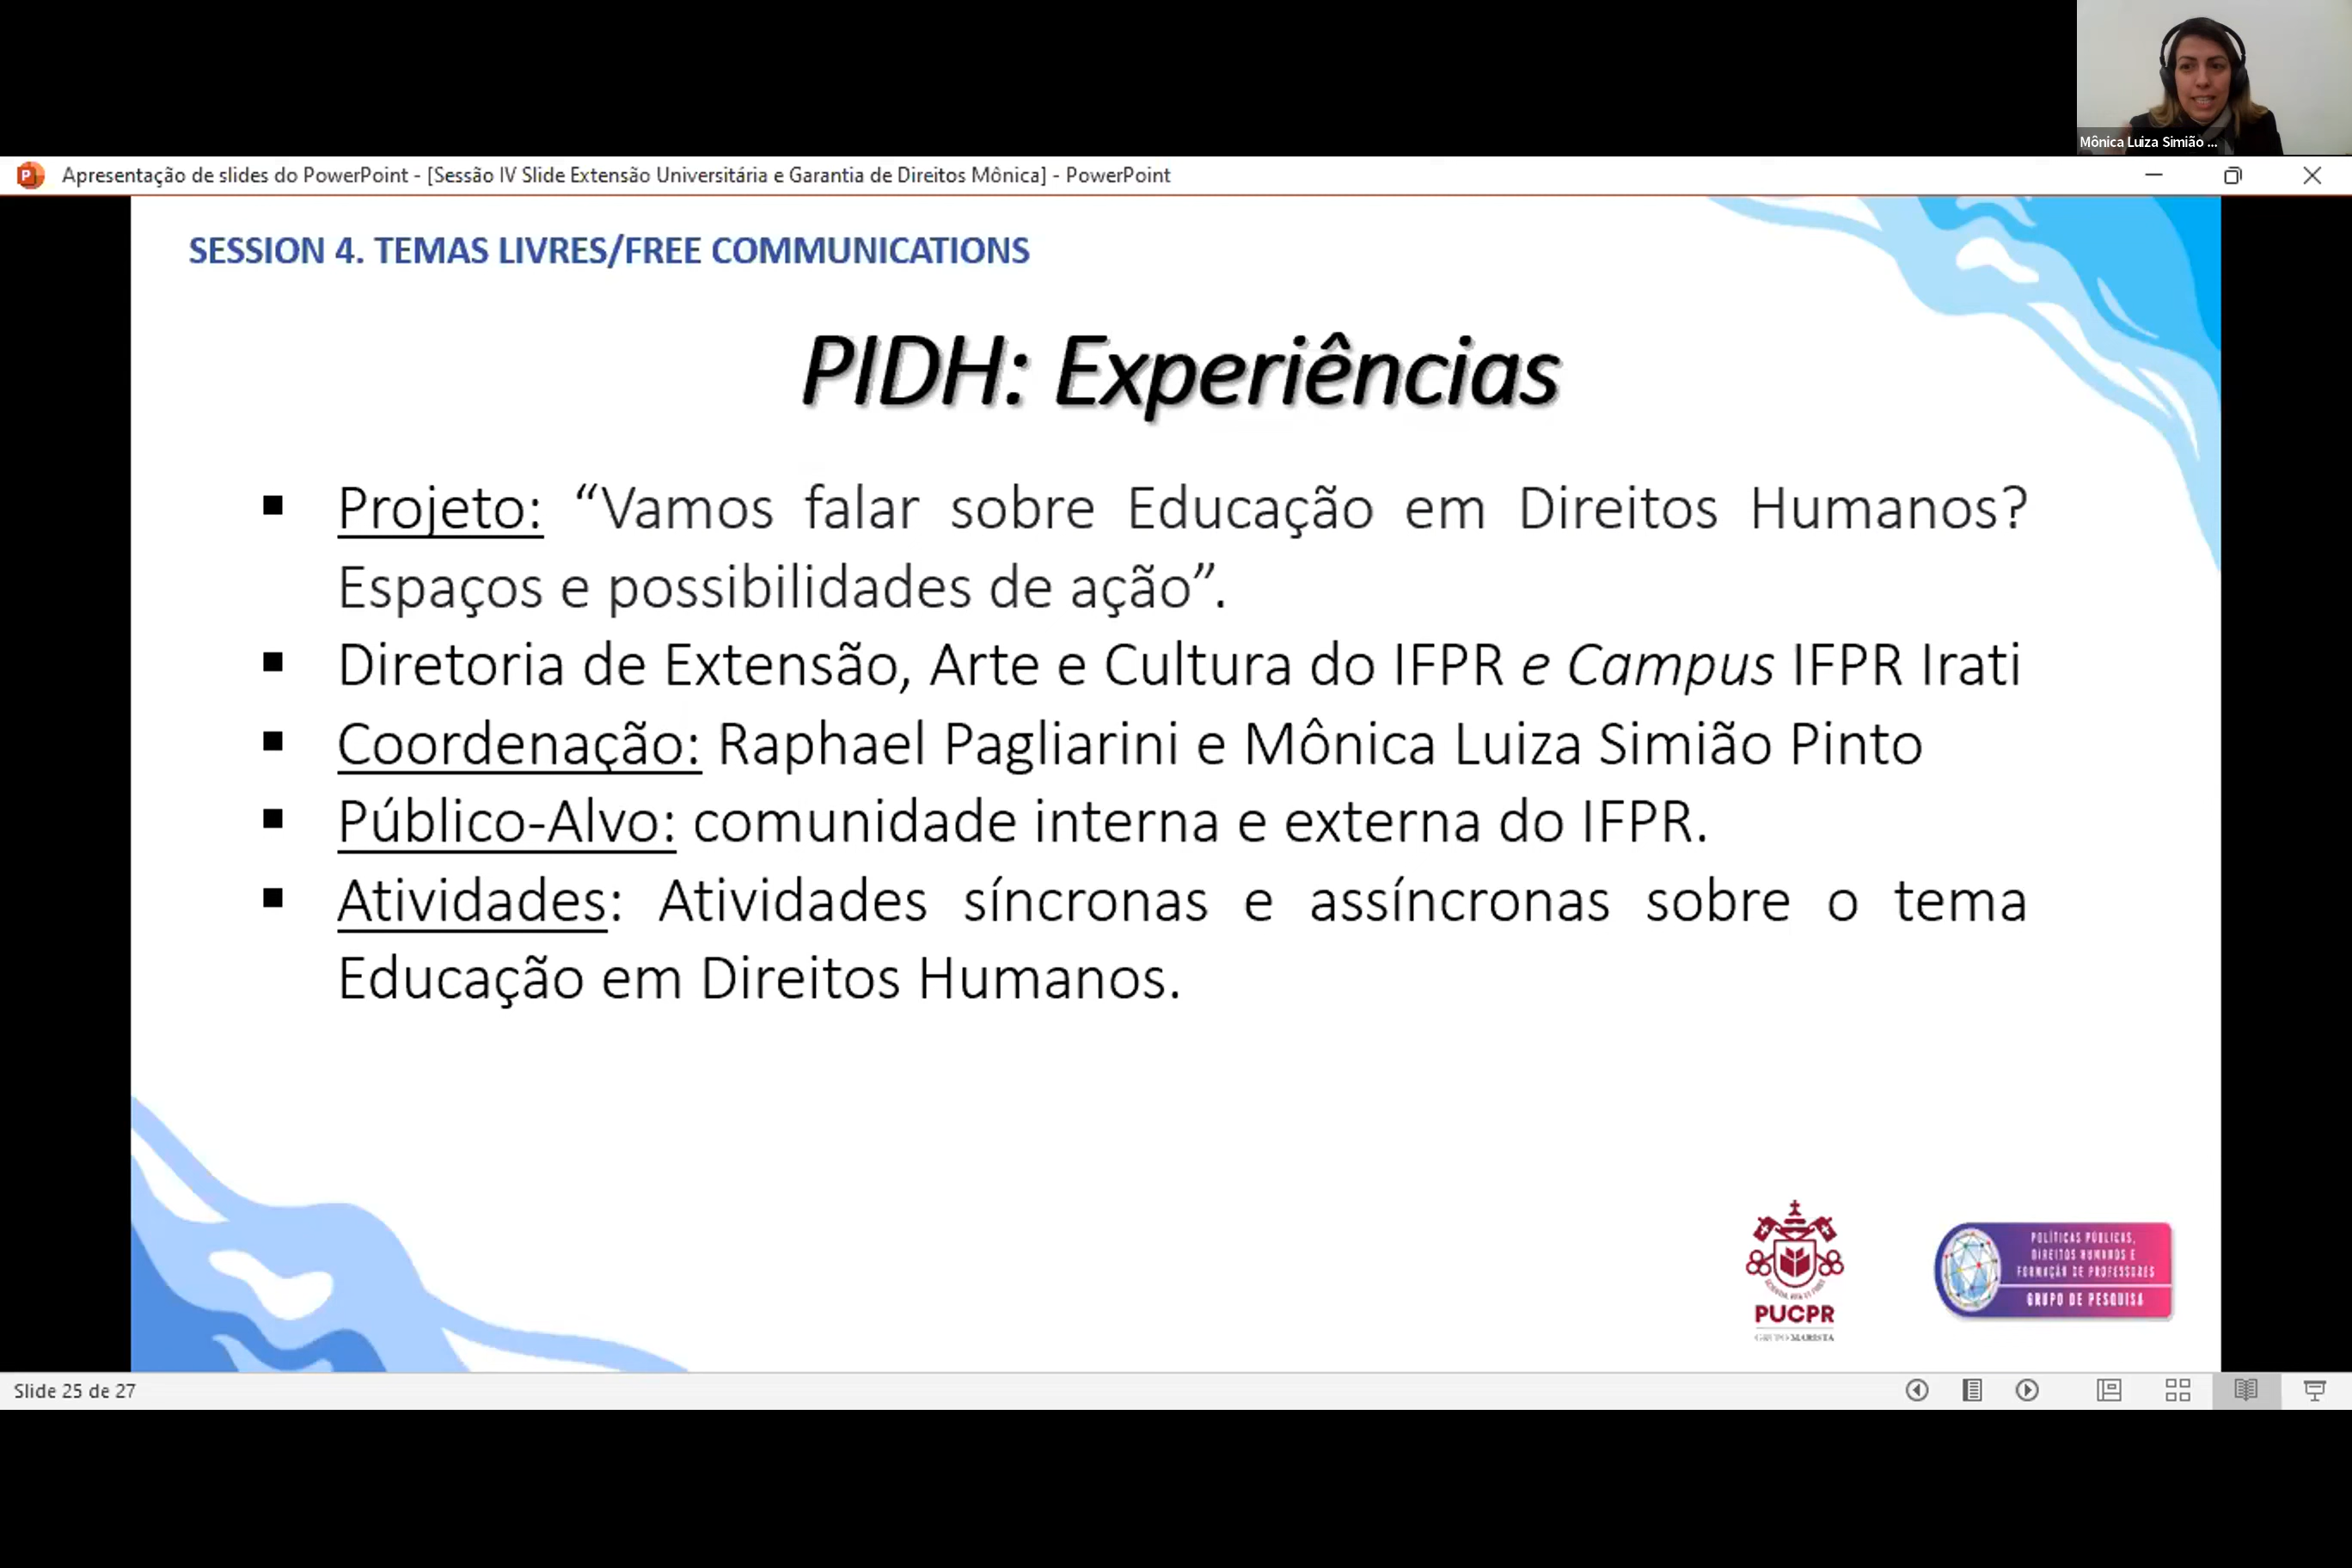 Mônica Luiza Simião ...
Apresentação de slides do PowerPoint - [Sessão IV Slide Extensão Universitária e Garantia de Direitos Mônica] - PowerPoint
SESSION 4. TEMAS LIVRES/FREE COMMUNICATIONS
PIDH: Experiências
▪ Projeto: “Vamos falar sobre Educação em Direitos Humanos?
Espaços e possibilidades de ação”.
▪ Diretoria de Extensão, Arte e Cultura do IFPR e Campus IFPR Irati
▪ Coordenação: Raphael Pagliarini e Mônica Luiza Simião Pinto
▪ Público-Alvo: comunidade interna e externa do IFPR.
▪ Atividades: Atividades síncronas e assíncronas sobre o tema
Educação em Direitos Humanos.
PUCPR
GRUPO MARISTA
POLÍTICAS PÚBLICAS,
DIREITOS HUMANOS E
FORMAÇÃO DE PROFESSORES
GRUPO DE PESQUISA
Slide 25 de 27